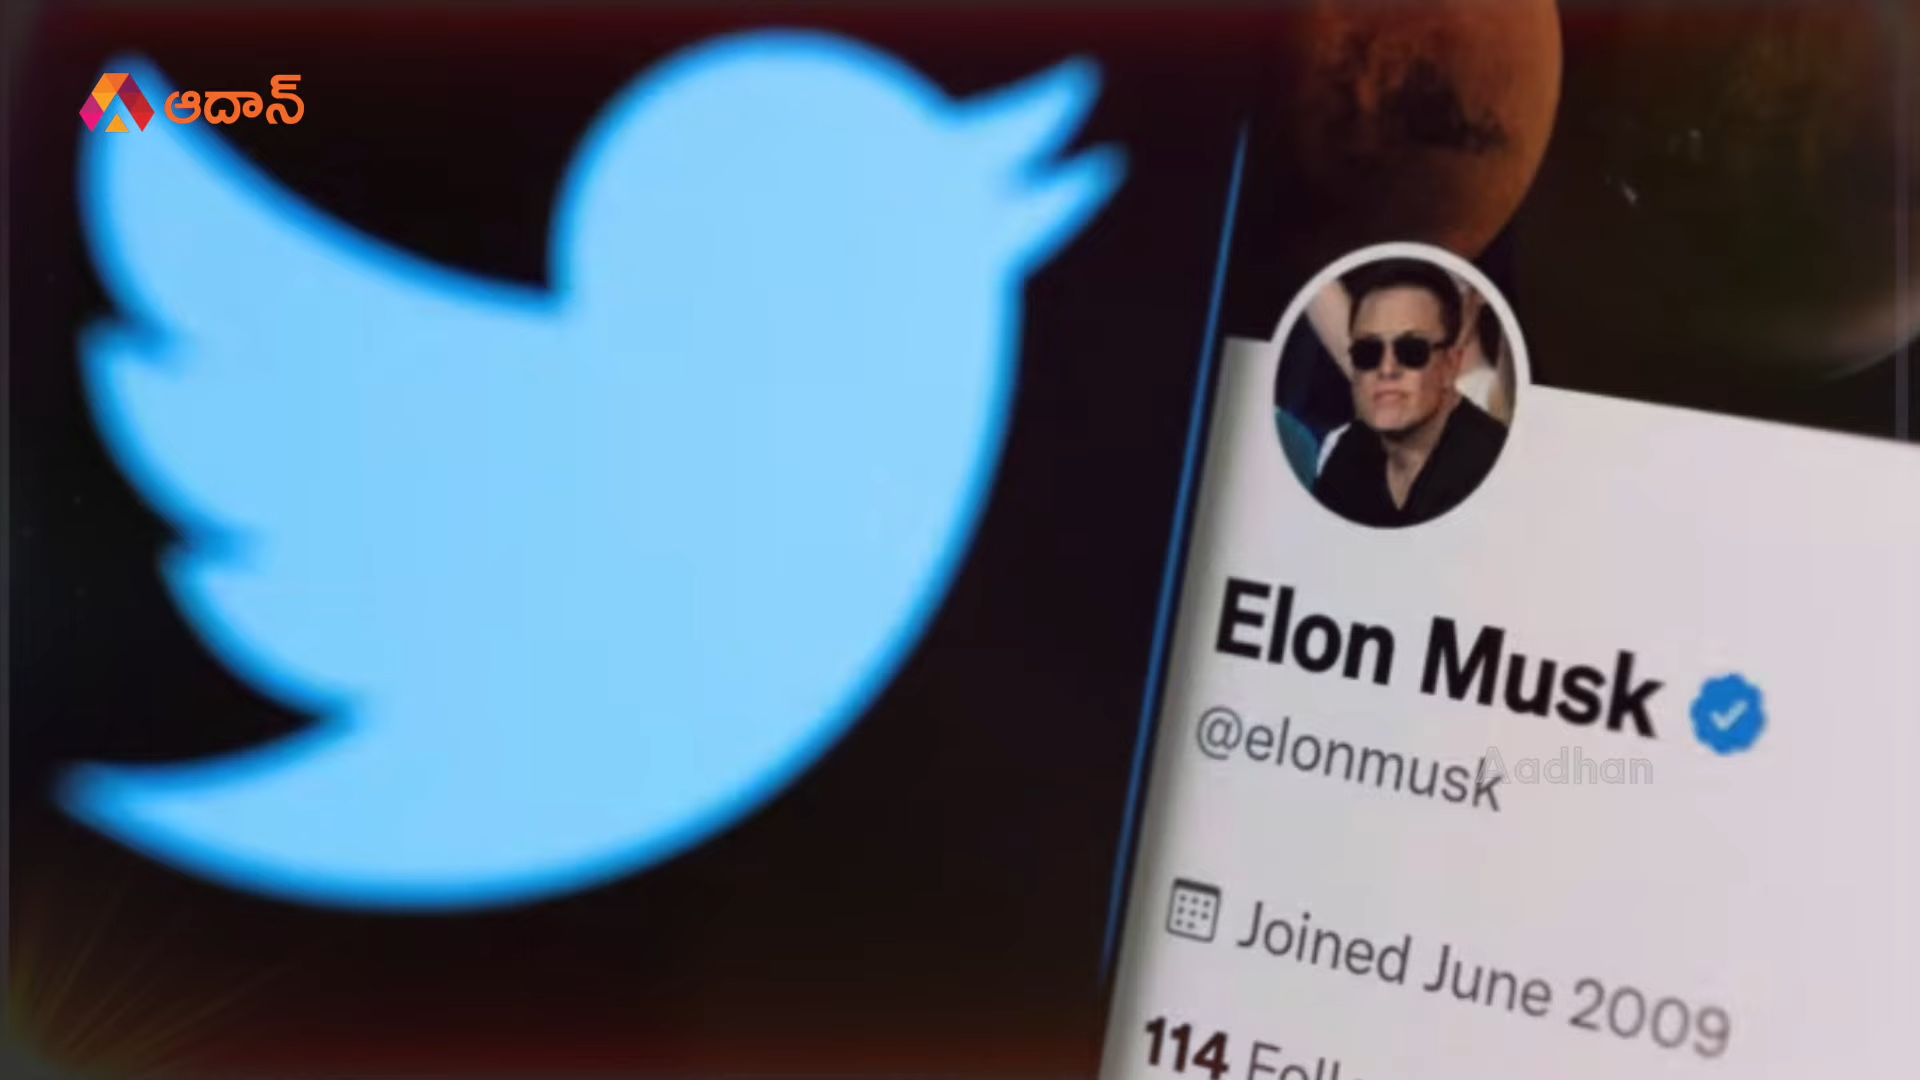 ఆదాన్
Elon Musk
@elonmusk
Aadhan
Joined June 2009
114